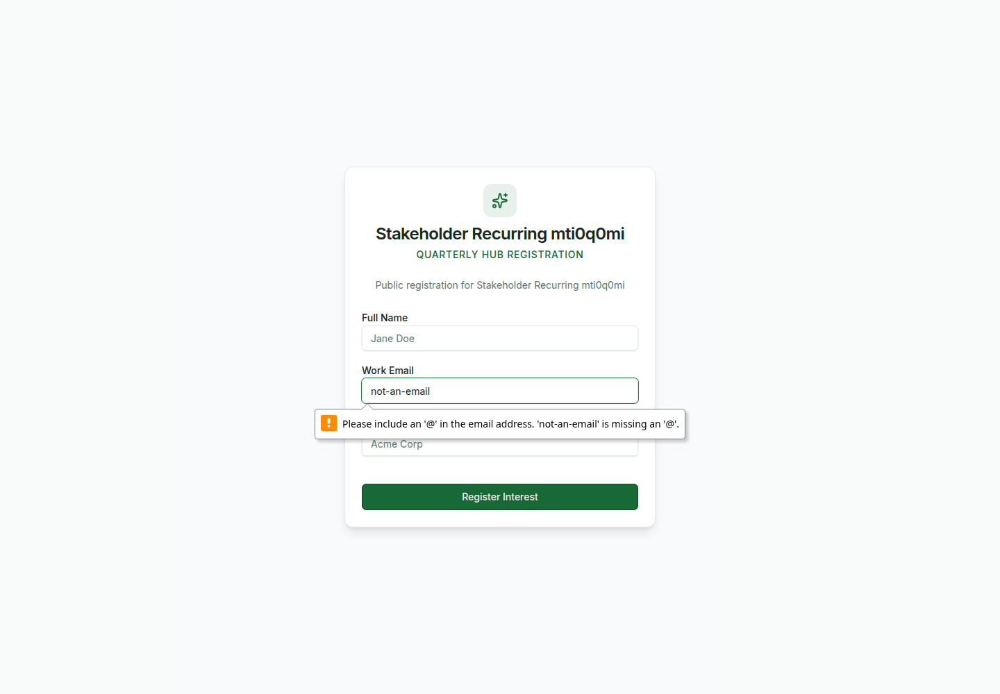 Stakeholder Recurring mti0q0mi
QUARTERLY HUB REGISTRATION
Public registration for Stakeholder Recurring mti0q0mi
Full Name
Jane Doe
Work Email
not-an-email
Please include an '@' in the email address. 'not-an-email' is missing an '@'.
Acme Corp
Register Interest